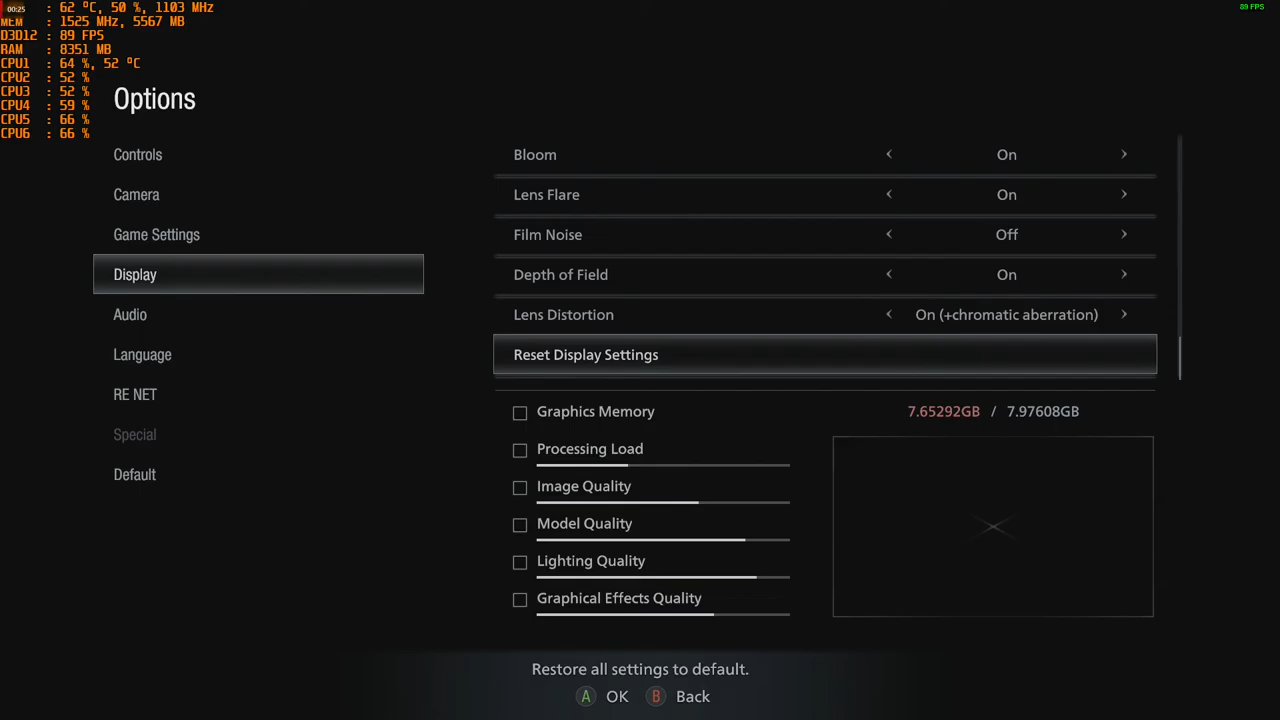 00:25 : 62 ºC, 50 %, 1103 MHz
MEM : 1525 MHz, 5567 MB
D3D12 : 89 FPS
RAM : 8351 MB
CPU1 : 64 %, 52 ºC
CPU2 : 52 %
CPU3 : 52 %
CPU4 : 59 %
CPU5 : 66 %
CPU6 : 66 %
89 FPS
Options
Controls
Camera
Game Settings
Display
Audio
Language
RE NET
Special
Default
Bloom < On >
Lens Flare < On >
Film Noise < Off >
Depth of Field < On >
Lens Distortion < On (+chromatic aberration) >
Reset Display Settings
Graphics Memory 7.65292GB / 7.97608GB
Processing Load
Image Quality
Model Quality
Lighting Quality
Graphical Effects Quality
Restore all settings to default.
A OK B Back